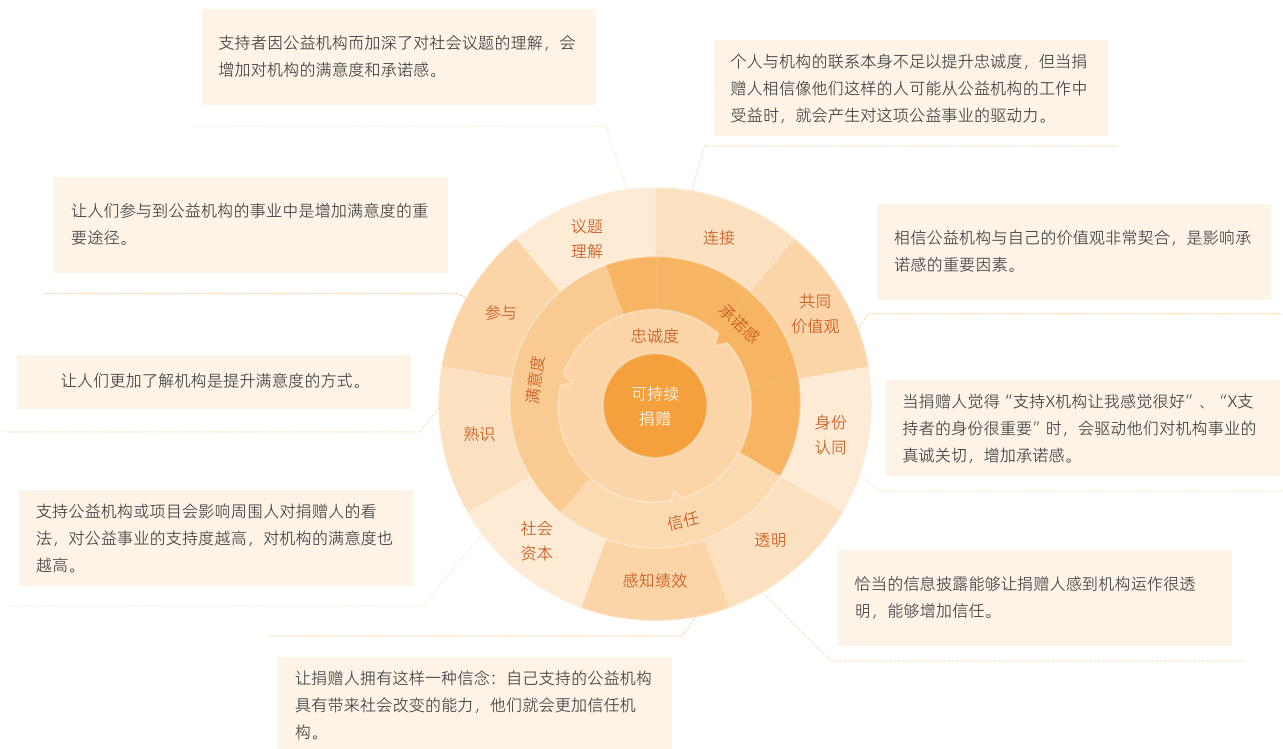 支持者因公益机构而加深了对社会议题的理解，会
增加对机构的满意度和承诺感。
个人与机构的联系本身不足以提升忠诚度，但当捐
赠人相信像他们这样的人可能从公益机构的工作中
受益时，就会产生对这项公益事业的驱动力。
让人们参与到公益机构的事业中是增加满意度的重
要途径。
相信公益机构与自己的价值观非常契合，是影响承
诺感的重要因素。
让人们更加了解机构是提升满意度的方式。
当捐赠人觉得“支持X机构让我感觉很好”、“X支
持者的身份很重要”时，会驱动他们对机构事业的
真诚关切，增加承诺感。
支持公益机构或项目会影响周围人对捐赠人的看
法，对公益事业的支持度越高，对机构的满意度也
越高。
恰当的信息披露能够让捐赠人感到机构运作很透
明，能够增加信任。
让捐赠人拥有这样一种信念：自己支持的公益机构
具有带来社会改变的能力，他们就会更加信任机
构。
议题
理解
连接
共同
价值观
身份
认同
透明
感知绩效
社会
资本
熟识
参与
承诺感
满意度
信任
忠诚度
可持续
捐赠